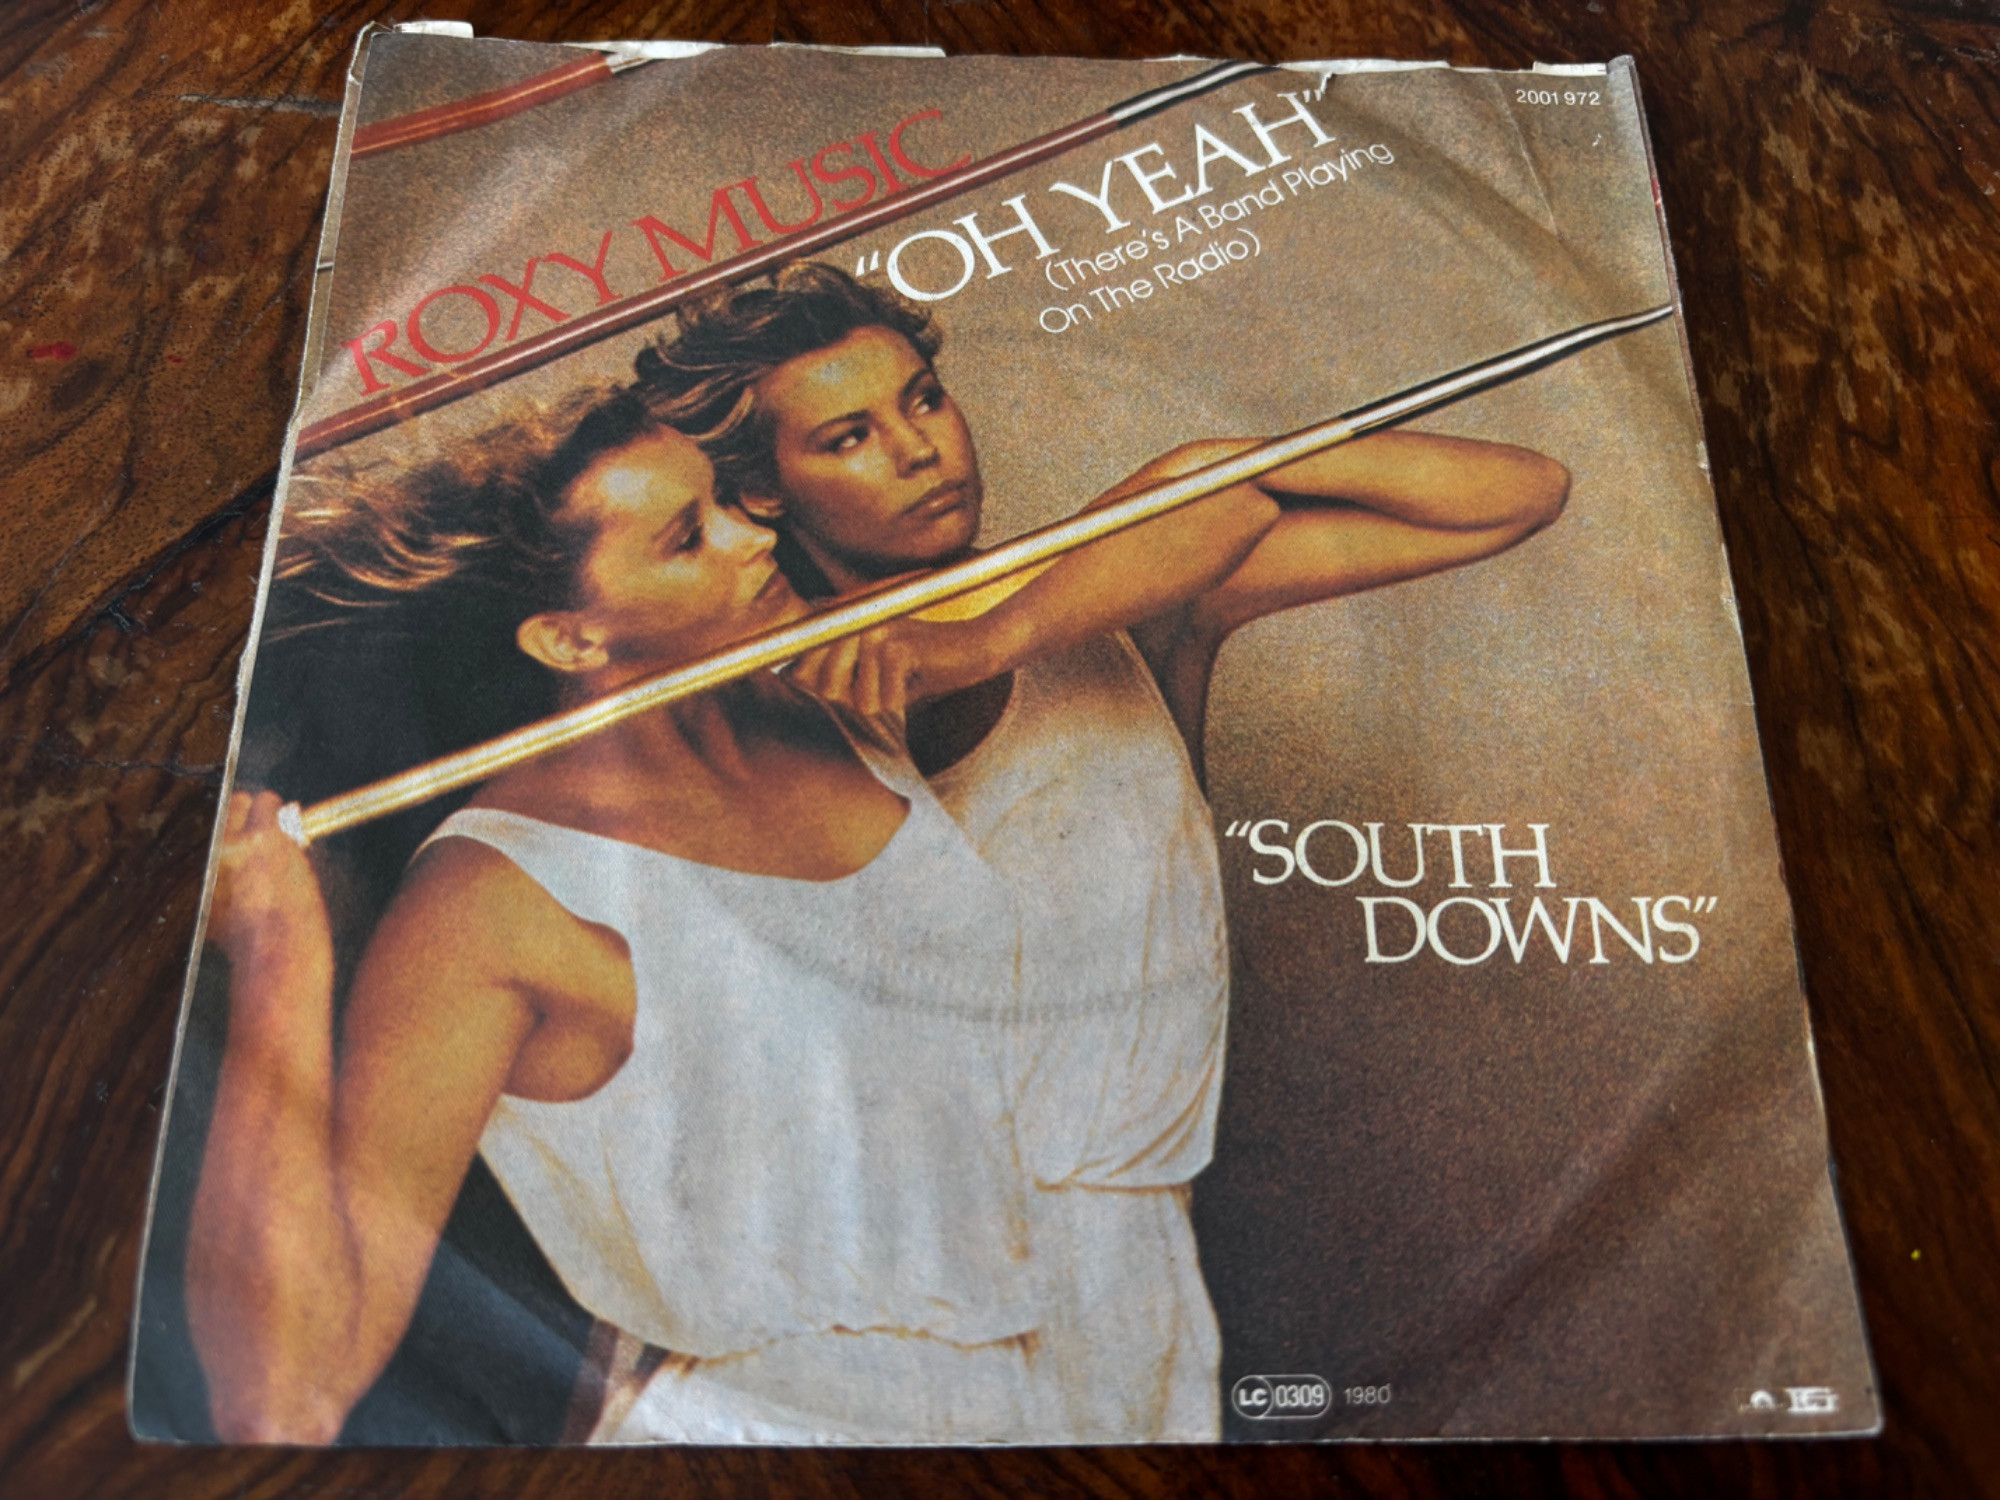 2001 972
ROXY MUSIC
“OH YEAH”
(There's A Band Playing
On The Radio)
“SOUTH
DOWNS”
LC 0309 1980